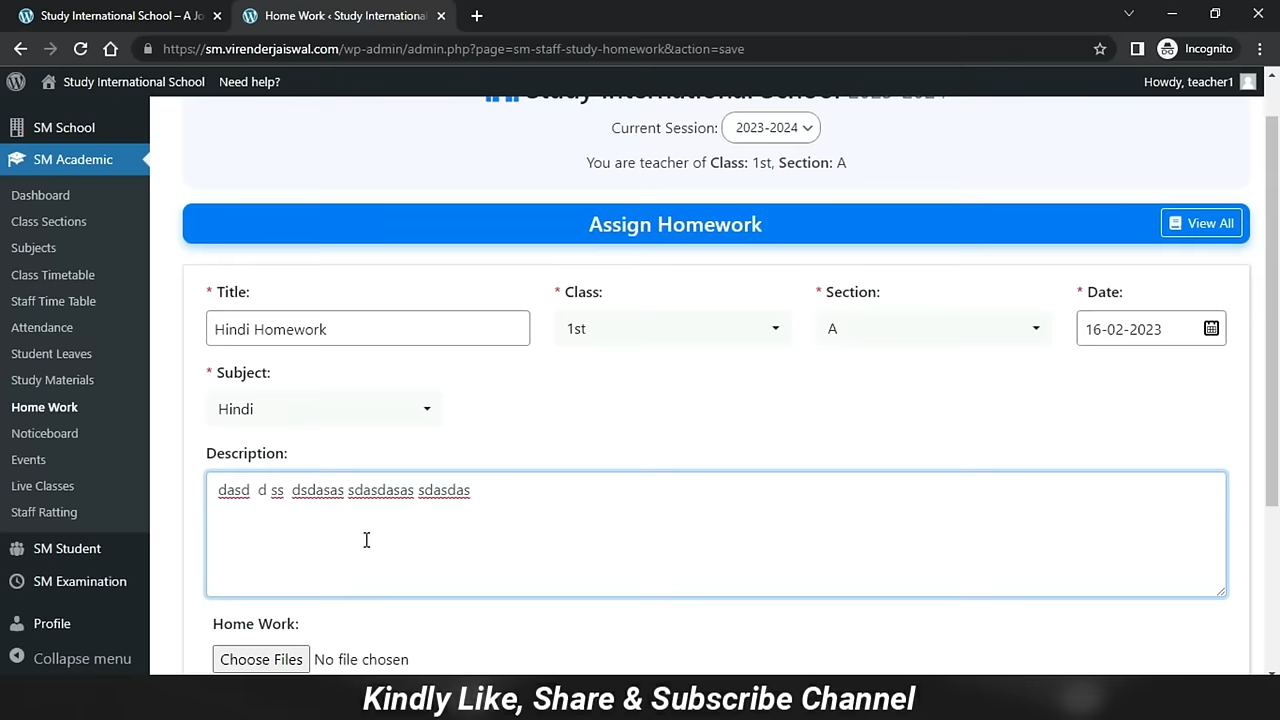 Study International School – A Jo
Home Work ‹ Study International
https://sm.virenderjaiswal.com/wp-admin/admin.php?page=sm-staff-study-homework&action=save
Incognito
Study International School
Need help?
Howdy, teacher1
SM School
SM Academic
Dashboard
Class Sections
Subjects
Class Timetable
Staff Time Table
Attendance
Student Leaves
Study Materials
Home Work
Noticeboard
Events
Live Classes
Staff Ratting
SM Student
SM Examination
Profile
Collapse menu
Study International School 2023-2024
Current Session: 2023-2024
You are teacher of Class: 1st, Section: A
Assign Homework
View All
* Title:
Hindi Homework
* Class:
1st
* Section:
A
* Date:
16-02-2023
* Subject:
Hindi
Description:
dasd d ss dsdasas sdasdasas sdasdas
Home Work:
Choose Files No file chosen
Kindly Like, Share & Subscribe Channel